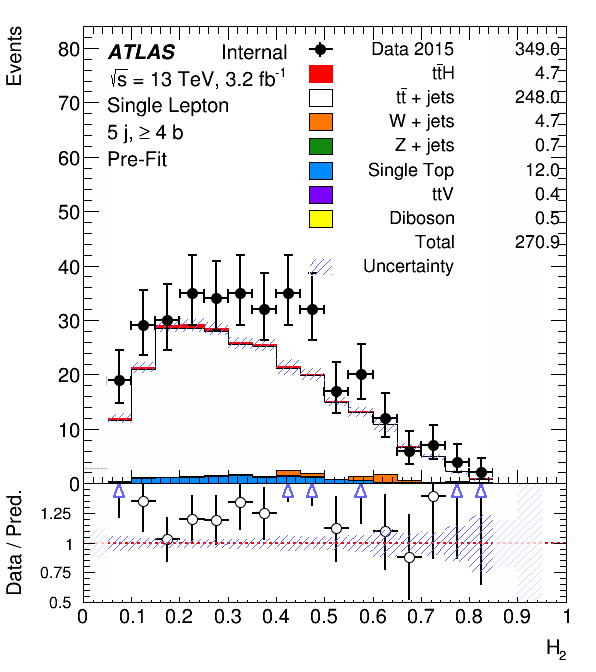 ATLAS Internal
√s = 13 TeV, 3.2 fb⁻¹
Single Lepton
5 j, ≥ 4 b
Pre-Fit
Data 2015 349.0
tt̄H 4.7
tt̄ + jets 248.0
W + jets 4.7
Z + jets 0.7
Single Top 12.0
ttV 0.4
Diboson 0.5
Total 270.9
Uncertainty
Events
80
70
60
50
40
30
20
10
0
Data / Pred.
1.25
1
0.75
0.5
0 0.1 0.2 0.3 0.4 0.5 0.6 0.7 0.8 0.9 1
H₂